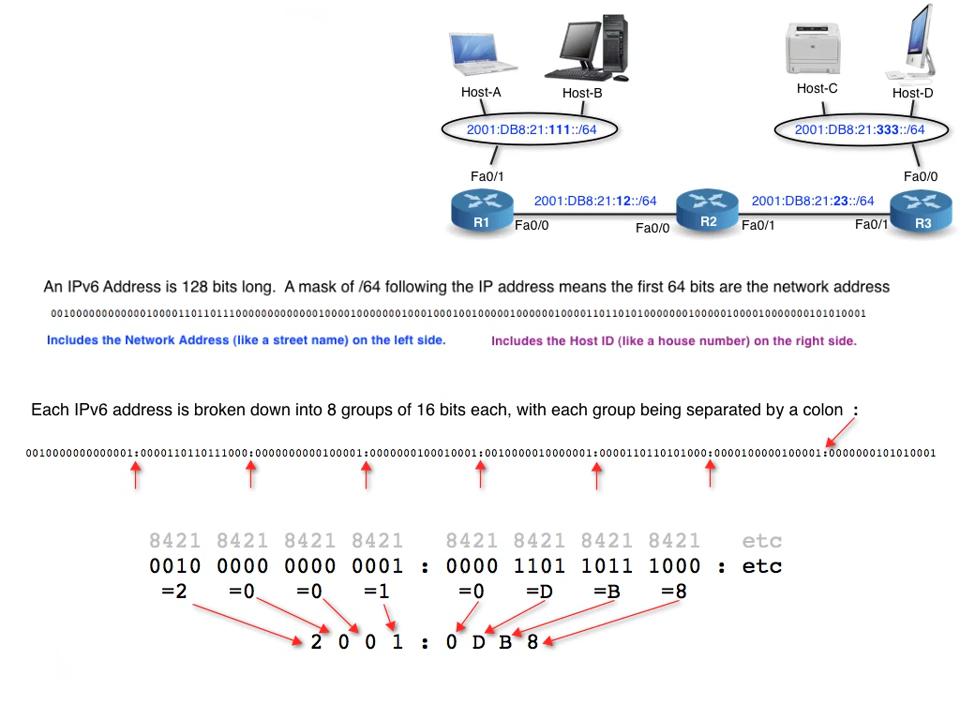 Host-A
Host-B
Host-C
Host-D
2001:DB8:21:111::/64
2001:DB8:21:333::/64
Fa0/1
Fa0/0
2001:DB8:21:12::/64
2001:DB8:21:23::/64
R1
R2
R3
Fa0/0
Fa0/0
Fa0/1
Fa0/1
An IPv6 Address is 128 bits long. A mask of /64 following the IP address means the first 64 bits are the network address
00100000000000010000110110111000000000000010000100000001000100010010000010000001000011011010100000001000001000010000000101010001
Includes the Network Address (like a street name) on the left side.
Includes the Host ID (like a house number) on the right side.
Each IPv6 address is broken down into 8 groups of 16 bits each, with each group being separated by a colon :
0010000000000001:0000110110111000:0000000000100001:0000000100010001:0010000010000001:0000110110101000:0000100000100001:0000000101010001
8421 8421 8421 8421 8421 8421 8421 8421 etc
0010 0000 0000 0001 : 0000 1101 1011 1000 : etc
=2 =0 =0 =1 =0 =D =B =8
2 0 0 1 : 0 D B 8